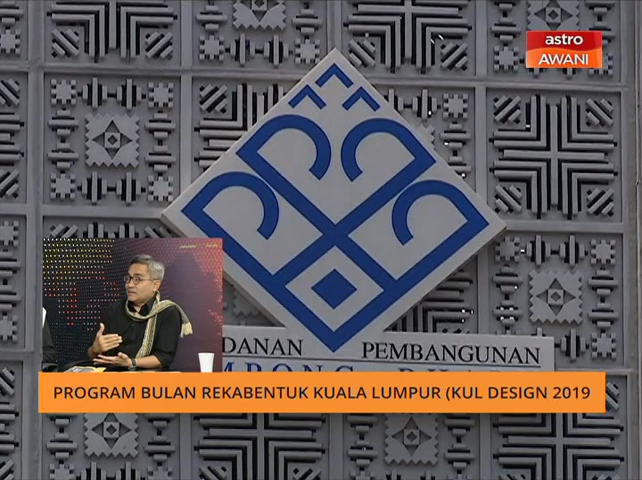 astro
AWANI
DANAN PEMBANGUNAN
PROGRAM BULAN REKABENTUK KUALA LUMPUR (KUL DESIGN 2019